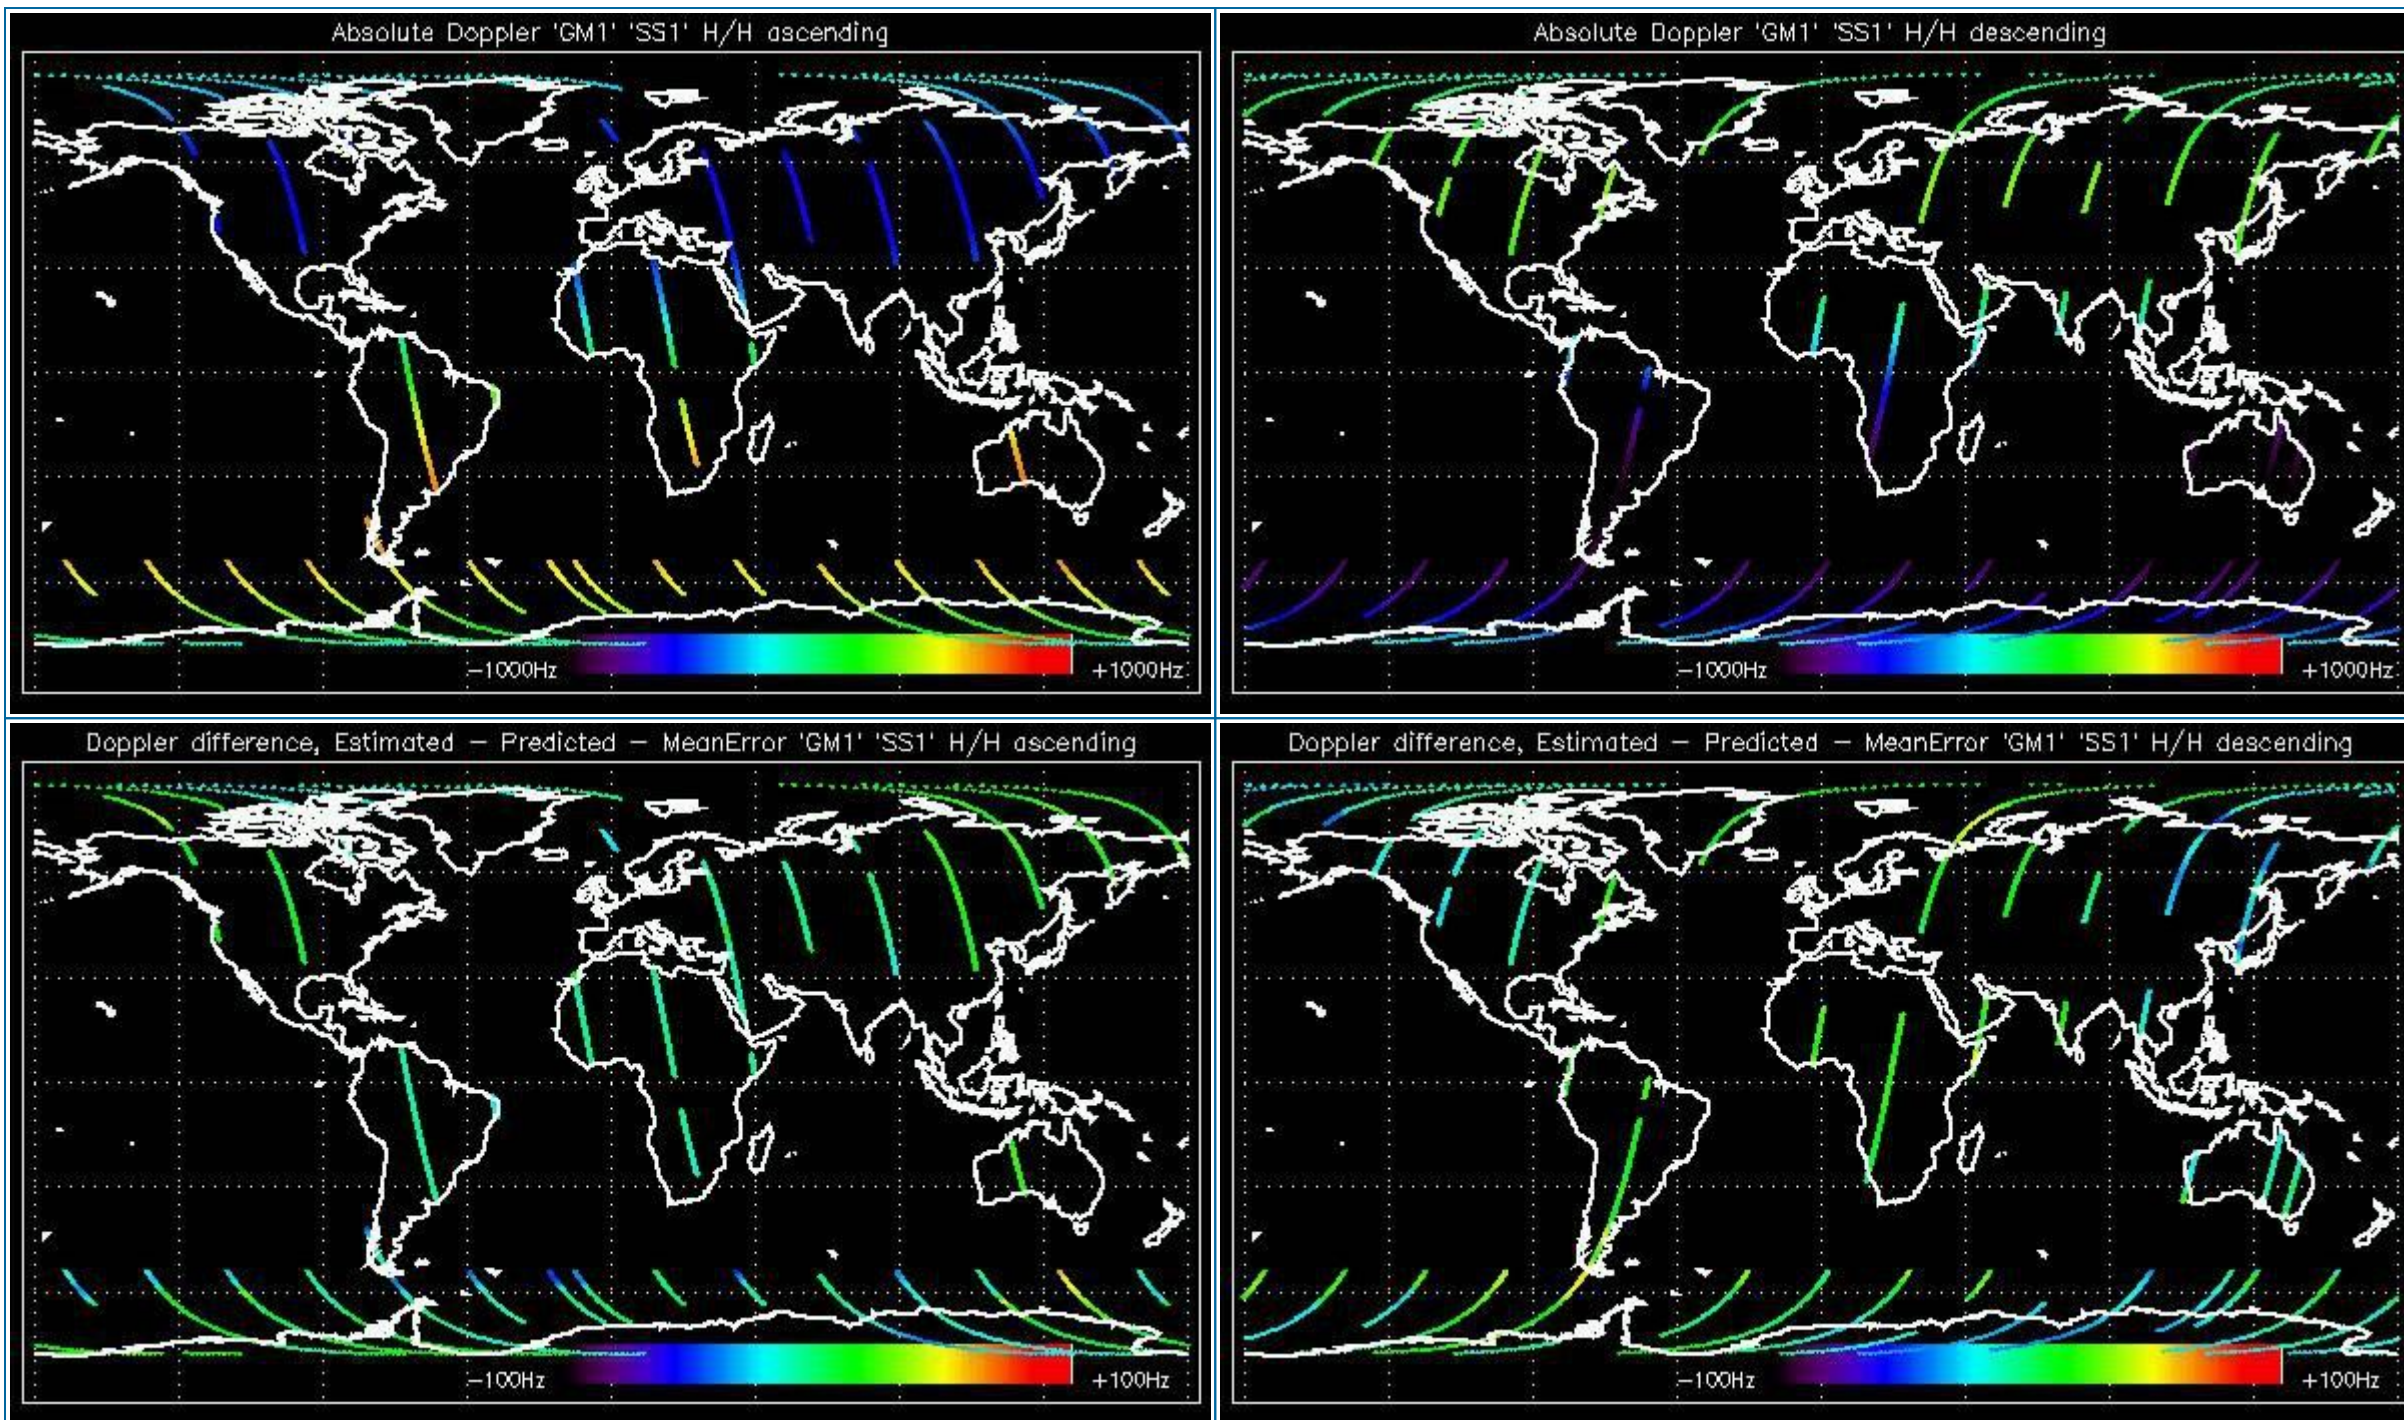 Absolute Doppler 'GM1' 'SS1' H/H ascending
−1000Hz
+1000Hz
Absolute Doppler 'GM1' 'SS1' H/H descending
−1000Hz
+1000Hz
Doppler difference, Estimated − Predicted − MeanError 'GM1' 'SS1' H/H ascending
−100Hz
+100Hz
Doppler difference, Estimated − Predicted − MeanError 'GM1' 'SS1' H/H descending
−100Hz
+100Hz